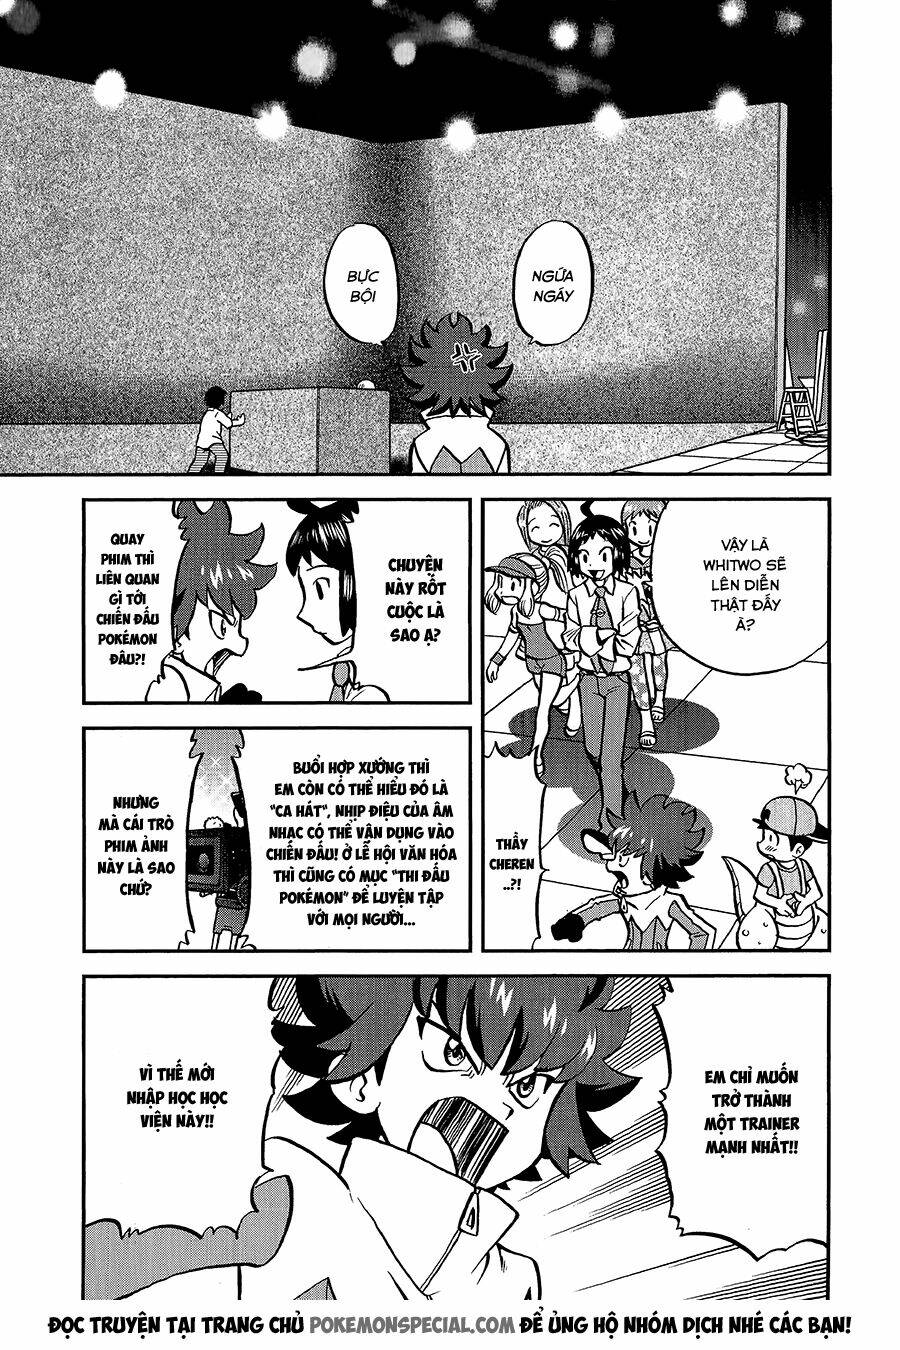 NGỨA
NGÁY
BỰC
BỘI
VẬY LÀ
WHITWO SẼ
LÊN DIỄN
THẬT ĐẤY
À?
THẦY
CHEREN
..?!
CHUYỆN
NÀY RỐT
CUỘC LÀ
SAO Ạ?
QUAY
PHIM THÌ
LIÊN QUAN
GÌ TỚI
CHIẾN ĐẤU
POKÉMON
ĐÂU?!
BUỔI HỢP XƯỚNG THÌ
EM CÒN CÓ THỂ HIỂU ĐÓ LÀ
"CA HÁT", NHỊP ĐIỆU CỦA ÂM
NHẠC CÓ THỂ VẬN DỤNG VÀO
CHIẾN ĐẤU! Ở LỄ HỘI VĂN HÓA
THÌ CŨNG CÓ MỤC "THI ĐẤU
POKÉMON" ĐỂ LUYỆN TẬP
VỚI MỌI NGƯỜI...
NHƯNG
MÀ CÁI TRÒ
PHIM ẢNH
NÀY LÀ SAO
CHỨ?
EM CHỈ MUỐN
TRỞ THÀNH
MỘT TRAINER
MẠNH NHẤT!!
VÌ THẾ MỚI
NHẬP HỌC HỌC
VIỆN NÀY!!
ĐỌC TRUYỆN TẠI TRANG CHỦ POKEMONSPECIAL.COM ĐỂ ỦNG HỘ NHÓM DỊCH NHÉ CÁC BẠN!